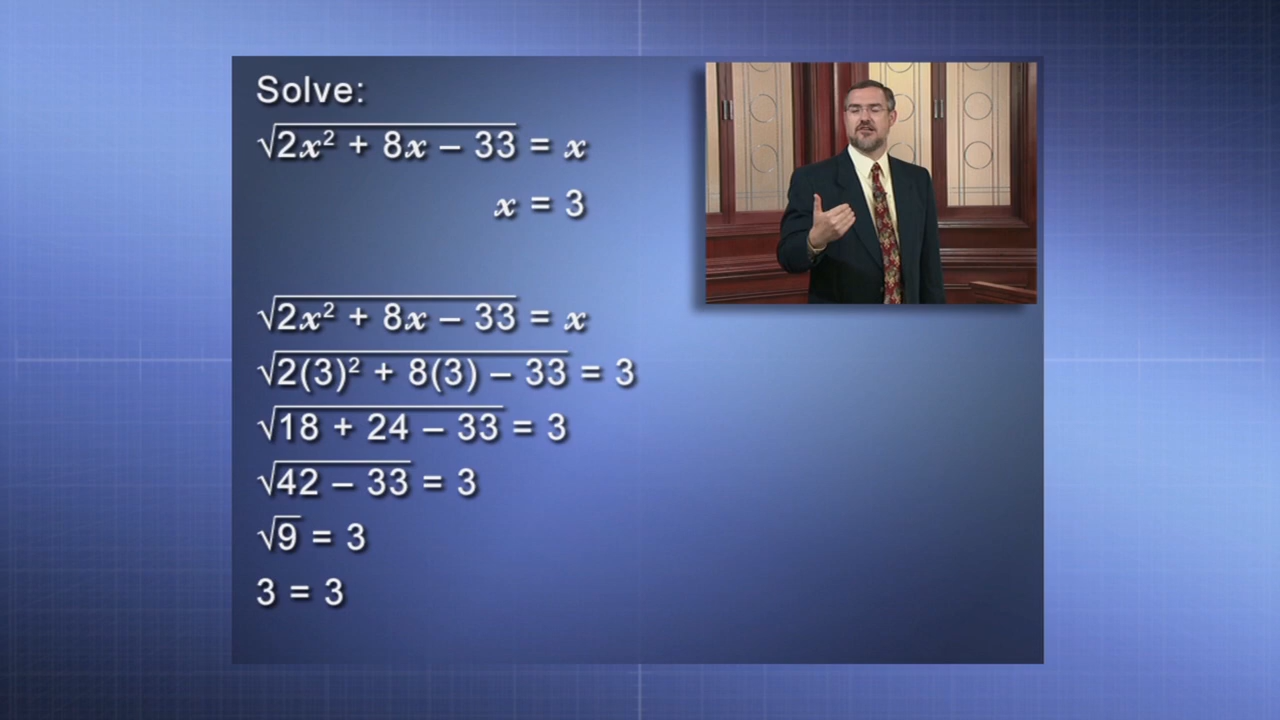 Solve:
√2x² + 8x – 33 = x
x = 3
√2x² + 8x – 33 = x
√2(3)² + 8(3) – 33 = 3
√18 + 24 – 33 = 3
√42 – 33 = 3
√9 = 3
3 = 3